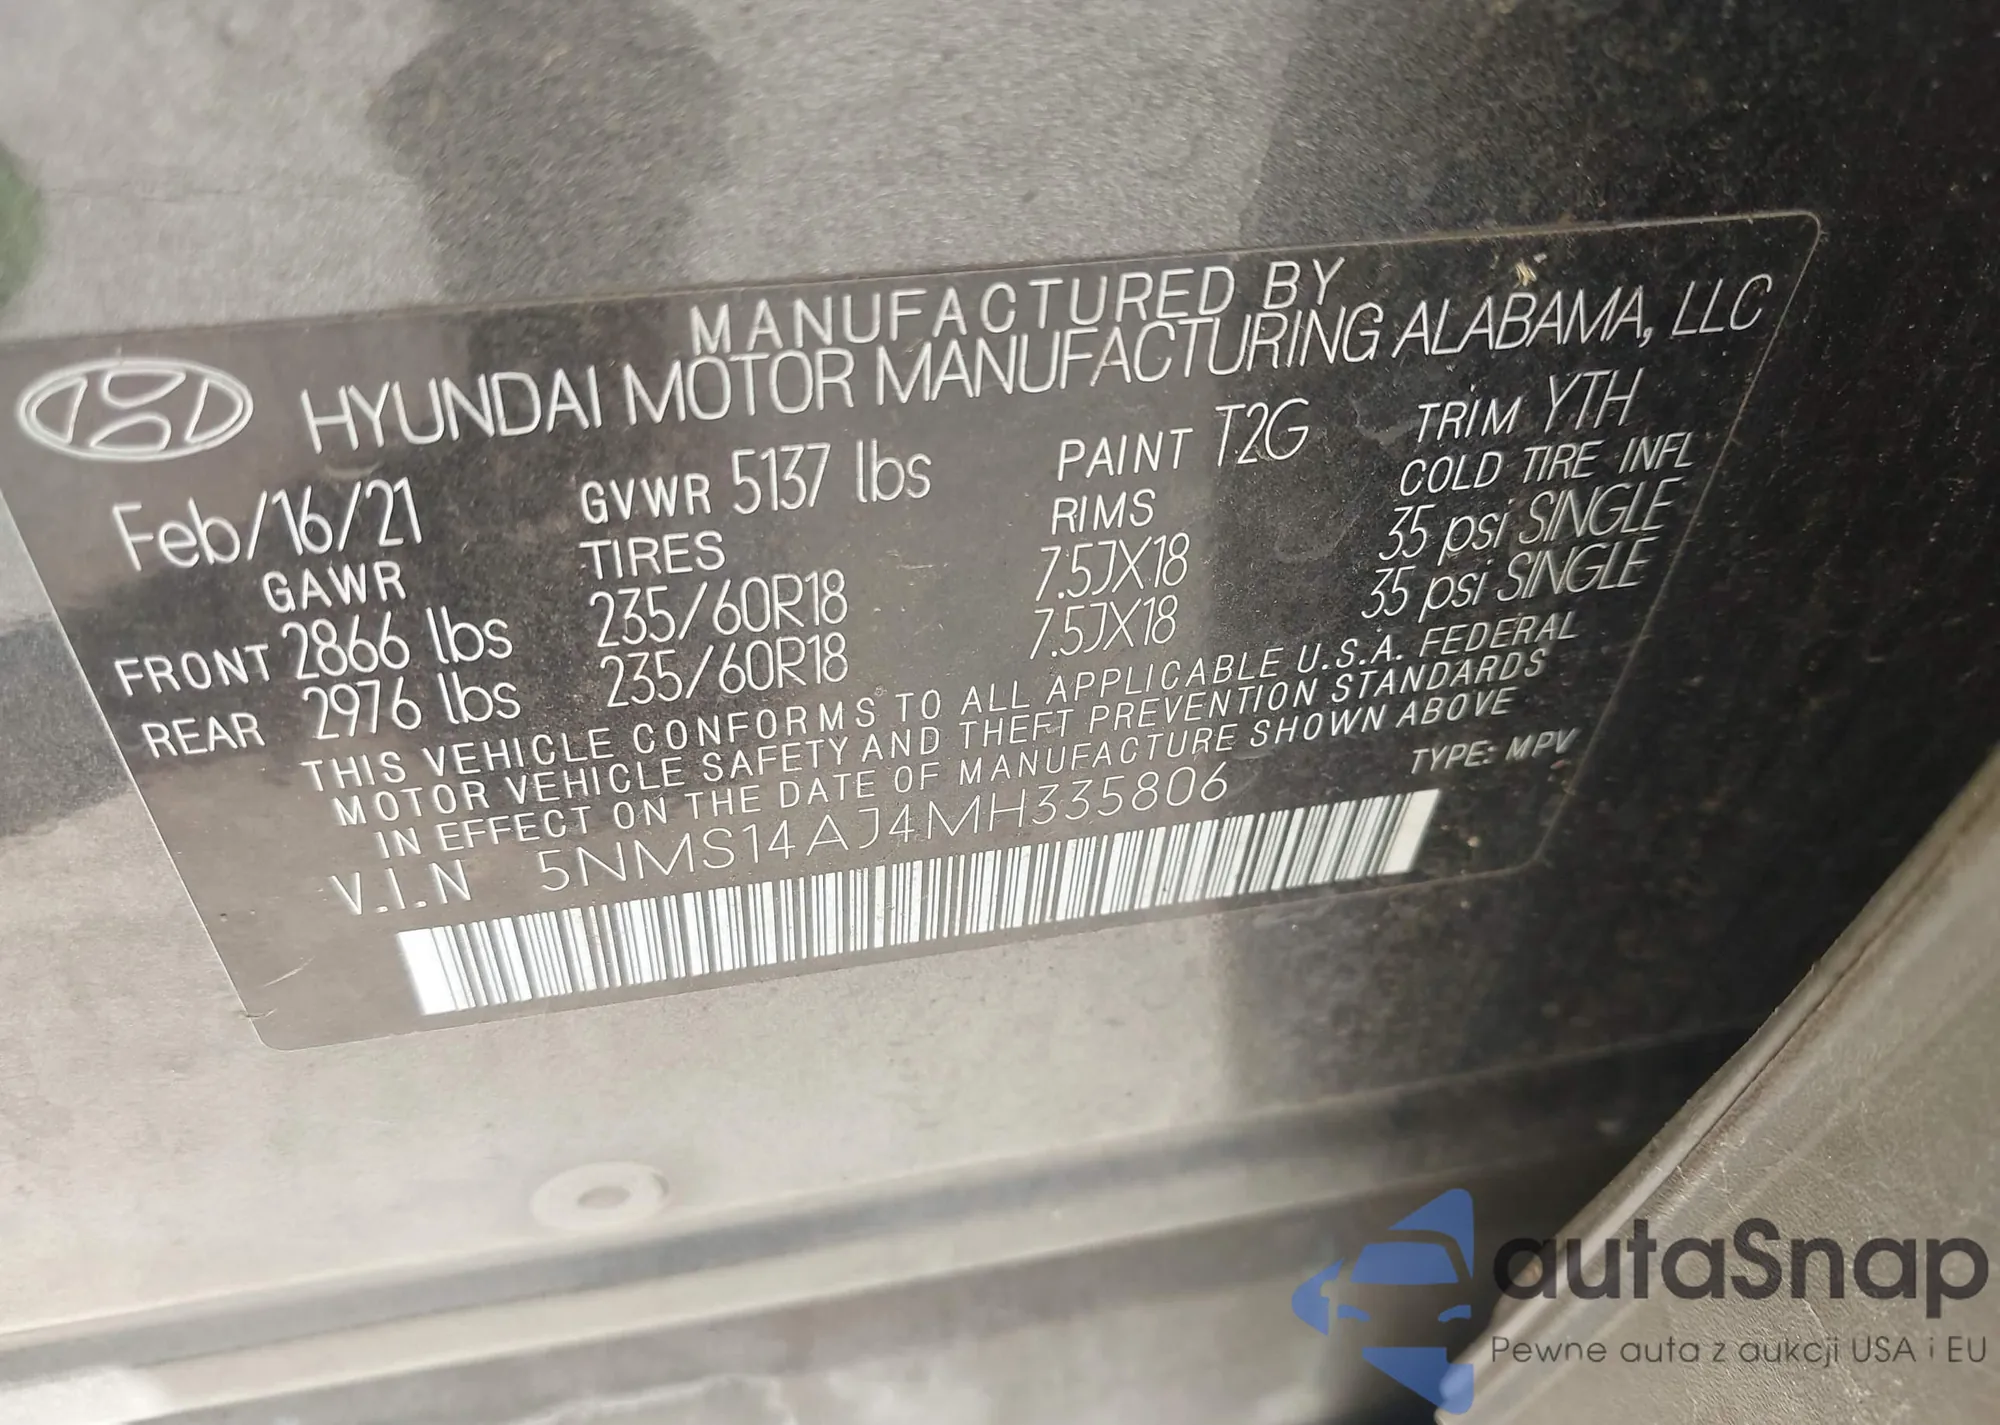 MANUFACTURED BY
HYUNDAI MOTOR MANUFACTURING ALABAMA, LLC
Feb/16/21 GVWR 5137 lbs PAINT T2G TRIM YTH
GAWR TIRES RIMS COLD TIRE INFL
FRONT 2866 lbs 235/60R18 7.5JX18 35 psi SINGLE
REAR 2976 lbs 235/60R18 7.5JX18 35 psi SINGLE
THIS VEHICLE CONFORMS TO ALL APPLICABLE U.S.A. FEDERAL
MOTOR VEHICLE SAFETY AND THEFT PREVENTION STANDARDS
IN EFFECT ON THE DATE OF MANUFACTURE SHOWN ABOVE
V.I.N 5NMS14AJ4MH335806 TYPE: MPV
autaSnap
Pewne auta z aukcji USA i EU